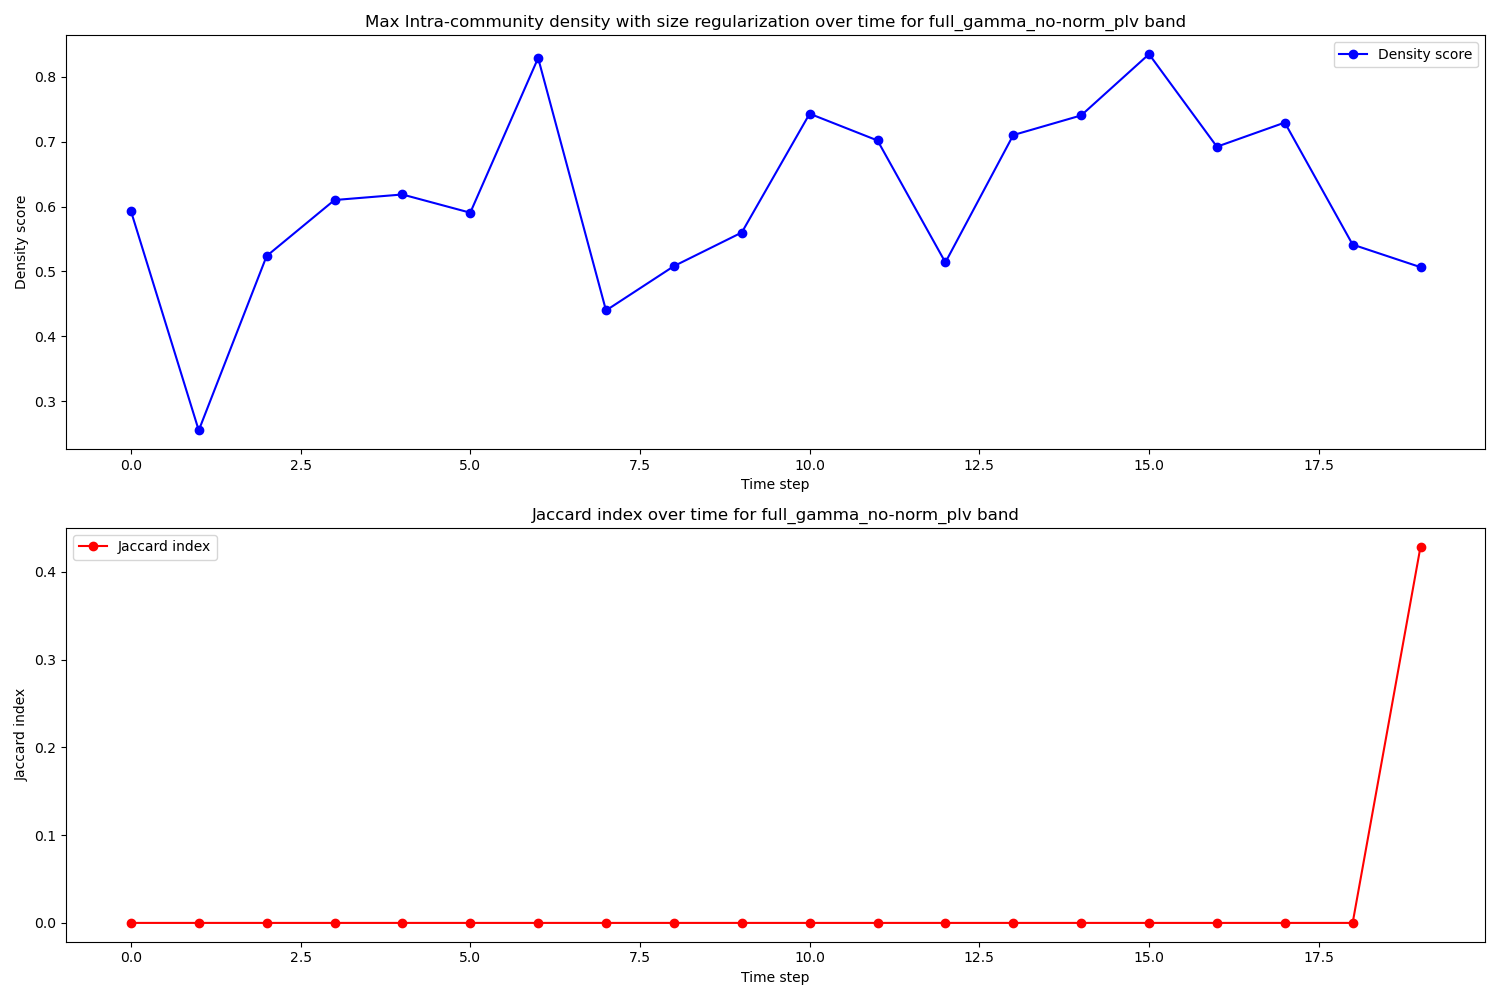 Max Intra-community density with size regularization over time for full_gamma_no-norm_plv band
Density score
0.8
0.7
0.6
0.5
0.4
0.3
Density score
0.0 2.5 5.0 7.5 10.0 12.5 15.0 17.5
Time step
Jaccard index over time for full_gamma_no-norm_plv band
Jaccard index
0.4
0.3
0.2
0.1
0.0
Jaccard index
0.0 2.5 5.0 7.5 10.0 12.5 15.0 17.5
Time step